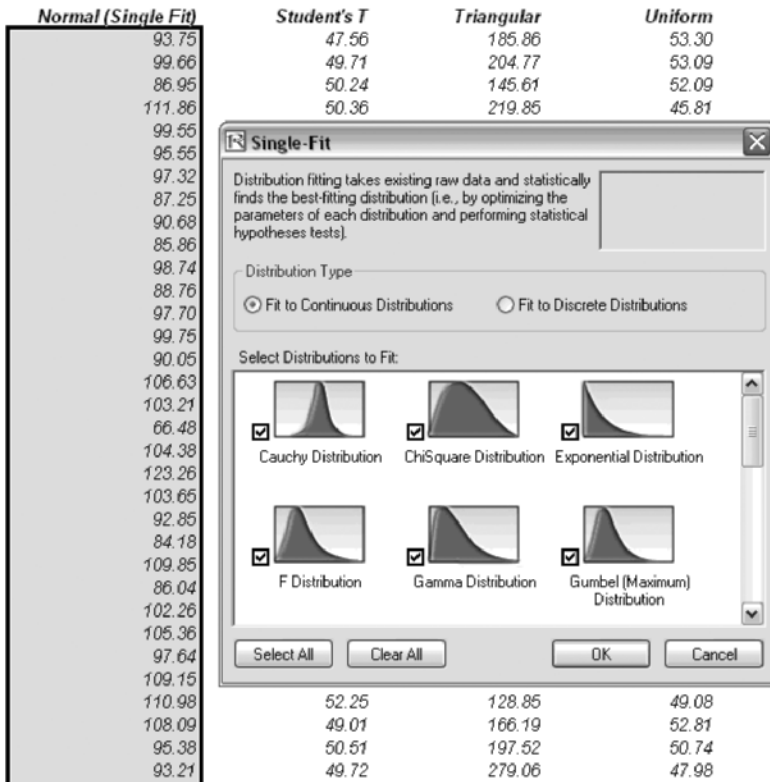 Normal (Single Fit) Student's T Triangular Uniform
93.75 47.56 185.86 53.30
99.66 49.71 204.77 53.09
86.95 50.24 145.61 52.09
111.86 50.36 219.85 45.81
99.55
95.55
97.32
87.25
90.68
85.86
98.74
88.76
97.70
99.75
90.05
106.63
103.21
66.48
104.38
123.26
103.65
92.85
84.18
109.85
86.04
102.26
105.36
97.64
109.15
Single-Fit
Distribution fitting takes existing raw data and statistically
finds the best-fitting distribution (i.e., by optimizing the
parameters of each distribution and performing statistical
hypotheses tests).
Distribution Type
Fit to Continuous Distributions Fit to Discrete Distributions
Select Distributions to Fit:
Cauchy Distribution ChiSquare Distribution Exponential Distribution
F Distribution Gamma Distribution Gumbel (Maximum)
Distribution
Select All Clear All OK Cancel
110.98 52.25 128.85 49.08
108.09 49.01 166.19 52.81
95.38 50.51 197.52 50.74
93.21 49.72 279.06 47.98